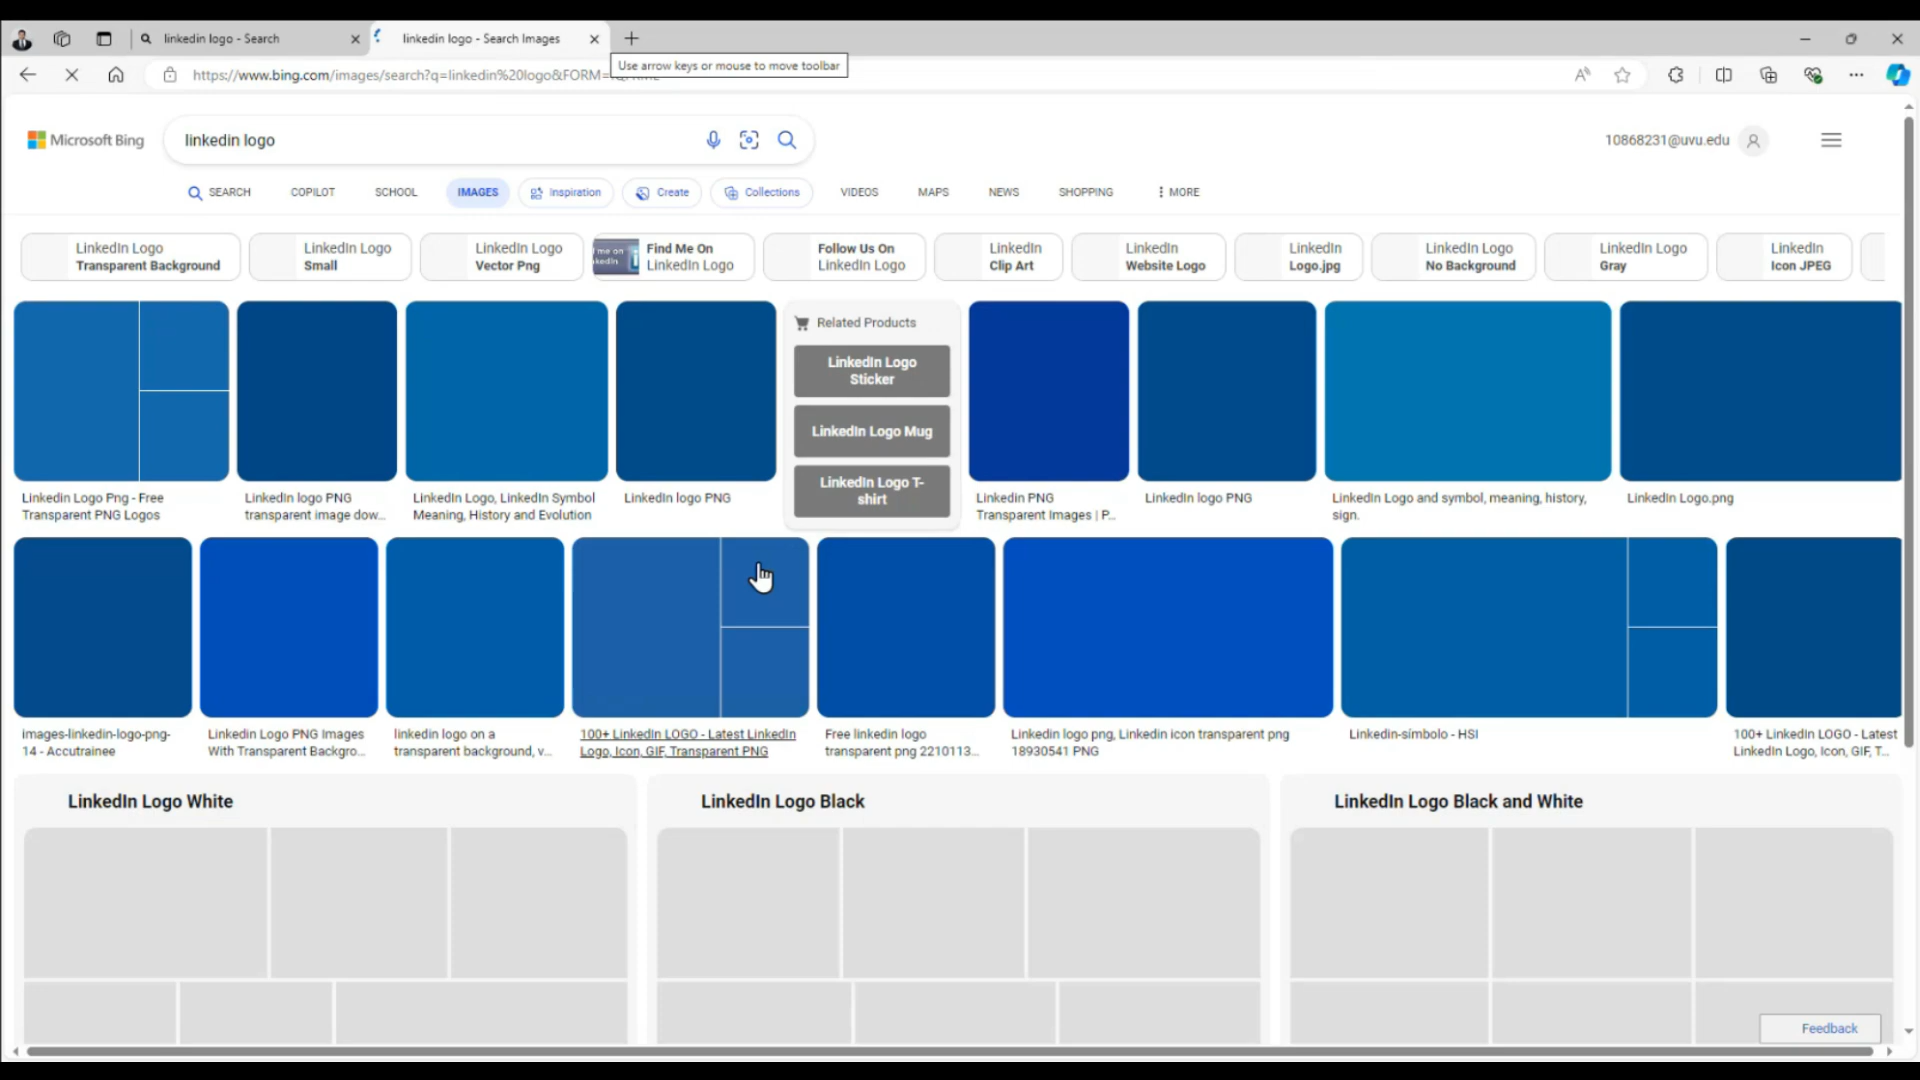 linkedin logo - Search
linkedin logo - Search Images
Use arrow keys or mouse to move toolbar
https://www.bing.com/images/search?q=linkedin%20logo&FORM=
Microsoft Bing
linkedin logo
10868231@uvu.edu
SEARCH
COPILOT
SCHOOL
IMAGES
Inspiration
Create
Collections
VIDEOS
MAPS
NEWS
SHOPPING
MORE
LinkedIn Logo
Transparent Background
LinkedIn Logo
Small
LinkedIn Logo
Vector Png
me on
Find Me On
LinkedIn Logo
Follow Us On
LinkedIn Logo
LinkedIn
Clip Art
LinkedIn
Website Logo
LinkedIn
Logo.jpg
LinkedIn Logo
No Background
LinkedIn Logo
Gray
LinkedIn
Icon JPEG
Linkedin Logo Png - Free
Transparent PNG Logos
LinkedIn logo PNG
transparent image dow...
LinkedIn Logo, LinkedIn Symbol
Meaning, History and Evolution
LinkedIn logo PNG
Related Products
LinkedIn Logo
Sticker
LinkedIn Logo Mug
LinkedIn Logo T-
shirt
Linkedin PNG
Transparent Images | P...
LinkedIn logo PNG
LinkedIn Logo and symbol, meaning, history,
sign.
LinkedIn Logo.png
images-linkedin-logo-png-
14 - Accutrainee
Linkedin Logo PNG Images
With Transparent Backgro...
linkedin logo on a
transparent background, v...
100+ LinkedIn LOGO - Latest LinkedIn
Logo, Icon, GIF, Transparent PNG
Free linkedin logo
transparent png 2210113...
Linkedin logo png, Linkedin icon transparent png
18930541 PNG
Linkedin-símbolo - HSI
100+ LinkedIn LOGO - Latest
LinkedIn Logo, Icon, GIF, T...
LinkedIn Logo White
LinkedIn Logo Black
LinkedIn Logo Black and White
Feedback